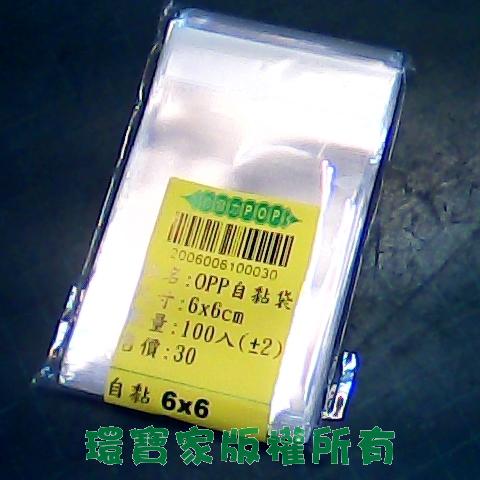 POP
2006006100030
名:OPP自黏袋
寸:6x6cm
量:100入(±2)
價:30
自黏 6x6
環寶家版權所有